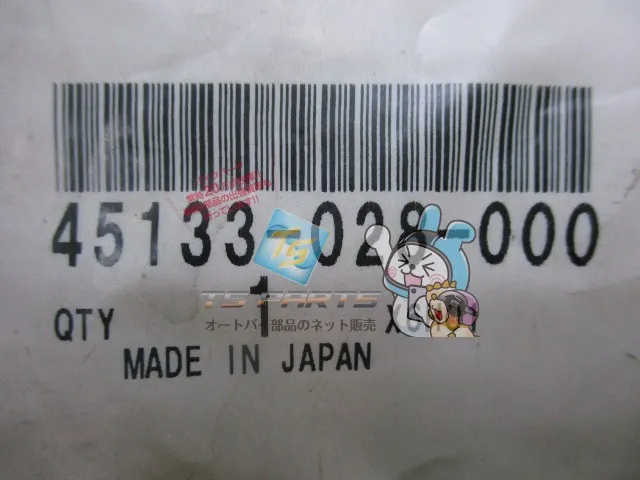 45133-028-000
TS
TS PARTS
オートバイ部品のネット販売
QTY 1
MADE IN JAPAN